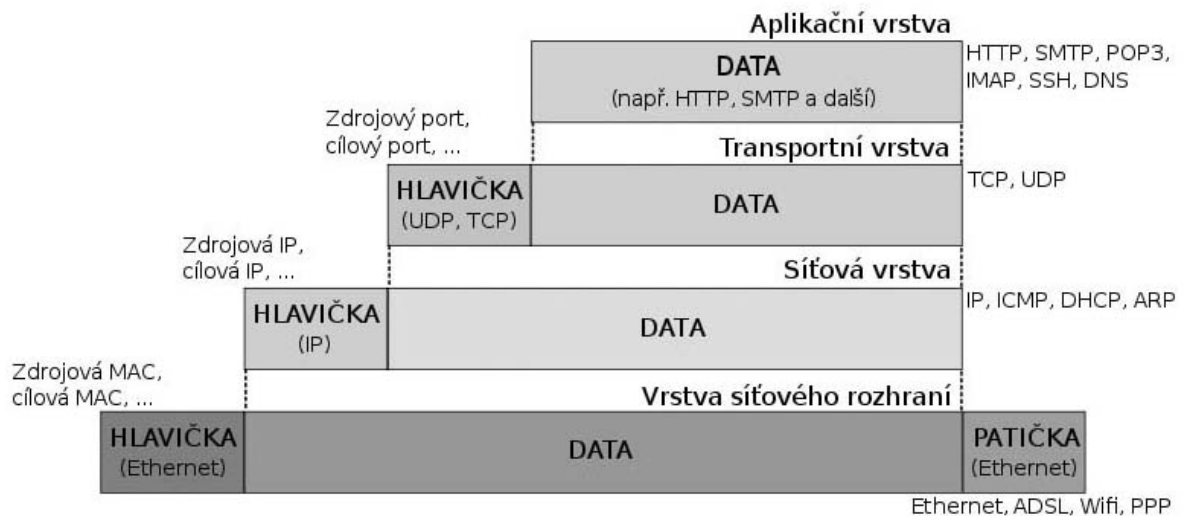 Aplikační vrstva
DATA
(např. HTTP, SMTP a další)
HTTP, SMTP, POP3,
IMAP, SSH, DNS
Zdrojový port,
cílový port, ...
Transportní vrstva
HLAVIČKA
(UDP, TCP)
DATA
TCP, UDP
Zdrojová IP,
cílová IP, ...
Síťová vrstva
HLAVIČKA
(IP)
DATA
IP, ICMP, DHCP, ARP
Zdrojová MAC,
cílová MAC, ...
Vrstva síťového rozhraní
HLAVIČKA
(Ethernet)
DATA
PATIČKA
(Ethernet)
Ethernet, ADSL, Wifi, PPP